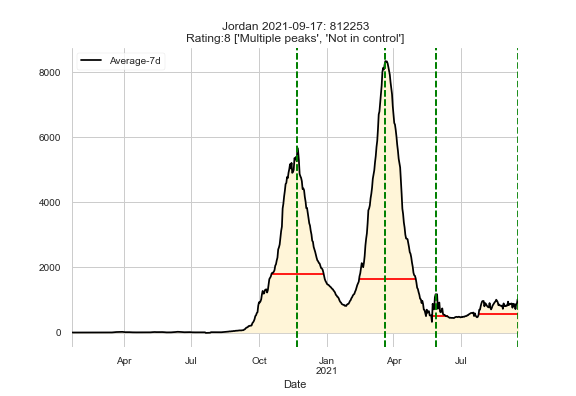 Jordan 2021-09-17: 812253
Rating:8 ['Multiple peaks', 'Not in control']
Average-7d
8000
6000
4000
2000
0
Apr
Jul
Oct
Jan
2021
Apr
Jul
Date